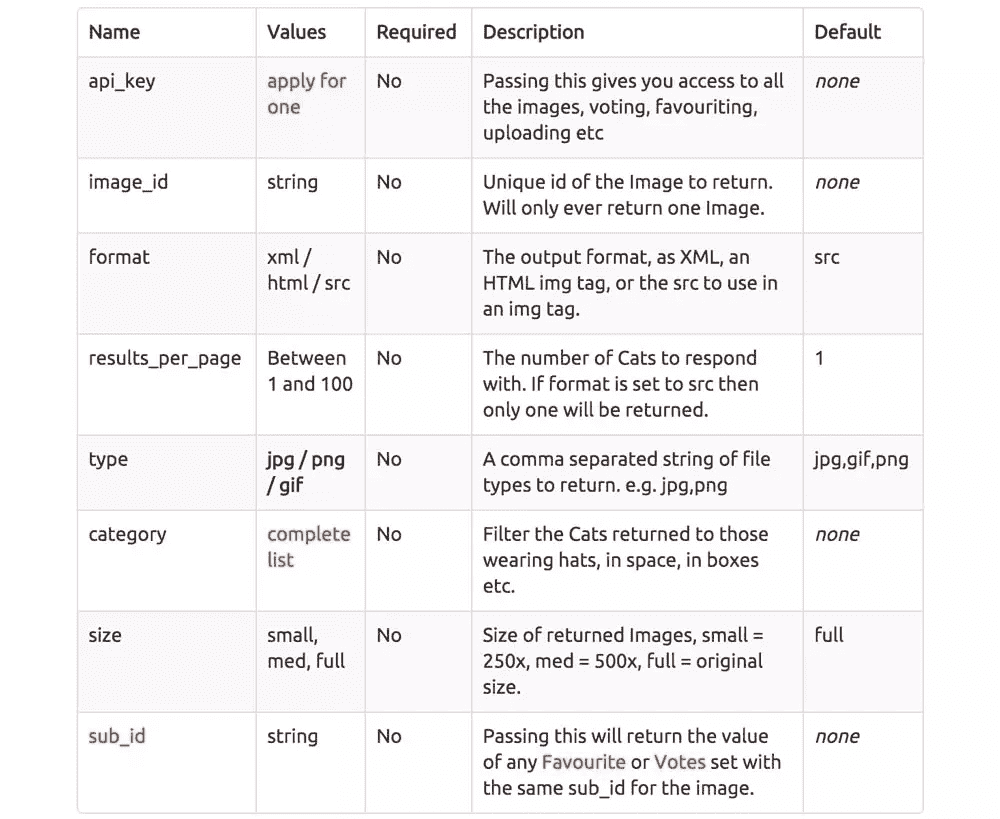 Name Values Required Description Default
api_key apply for No Passing this gives you access to all none
one the images, voting, favouriting,
uploading etc
image_id string No Unique id of the Image to return. none
Will only ever return one Image.
format xml / No The output format, as XML, an src
html / src HTML img tag, or the src to use in
an img tag.
results_per_page Between No The number of Cats to respond 1
1 and 100 with. If format is set to src then
only one will be returned.
type jpg / png No A comma separated string of file jpg,gif,png
/ gif types to return. e.g. jpg,png
category complete No Filter the Cats returned to those none
list wearing hats, in space, in boxes
etc.
size small, No Size of returned Images, small = full
med, full 250x, med = 500x, full = original
size.
sub_id string No Passing this will return the value none
of any Favourite or Votes set with
the same sub_id for the image.